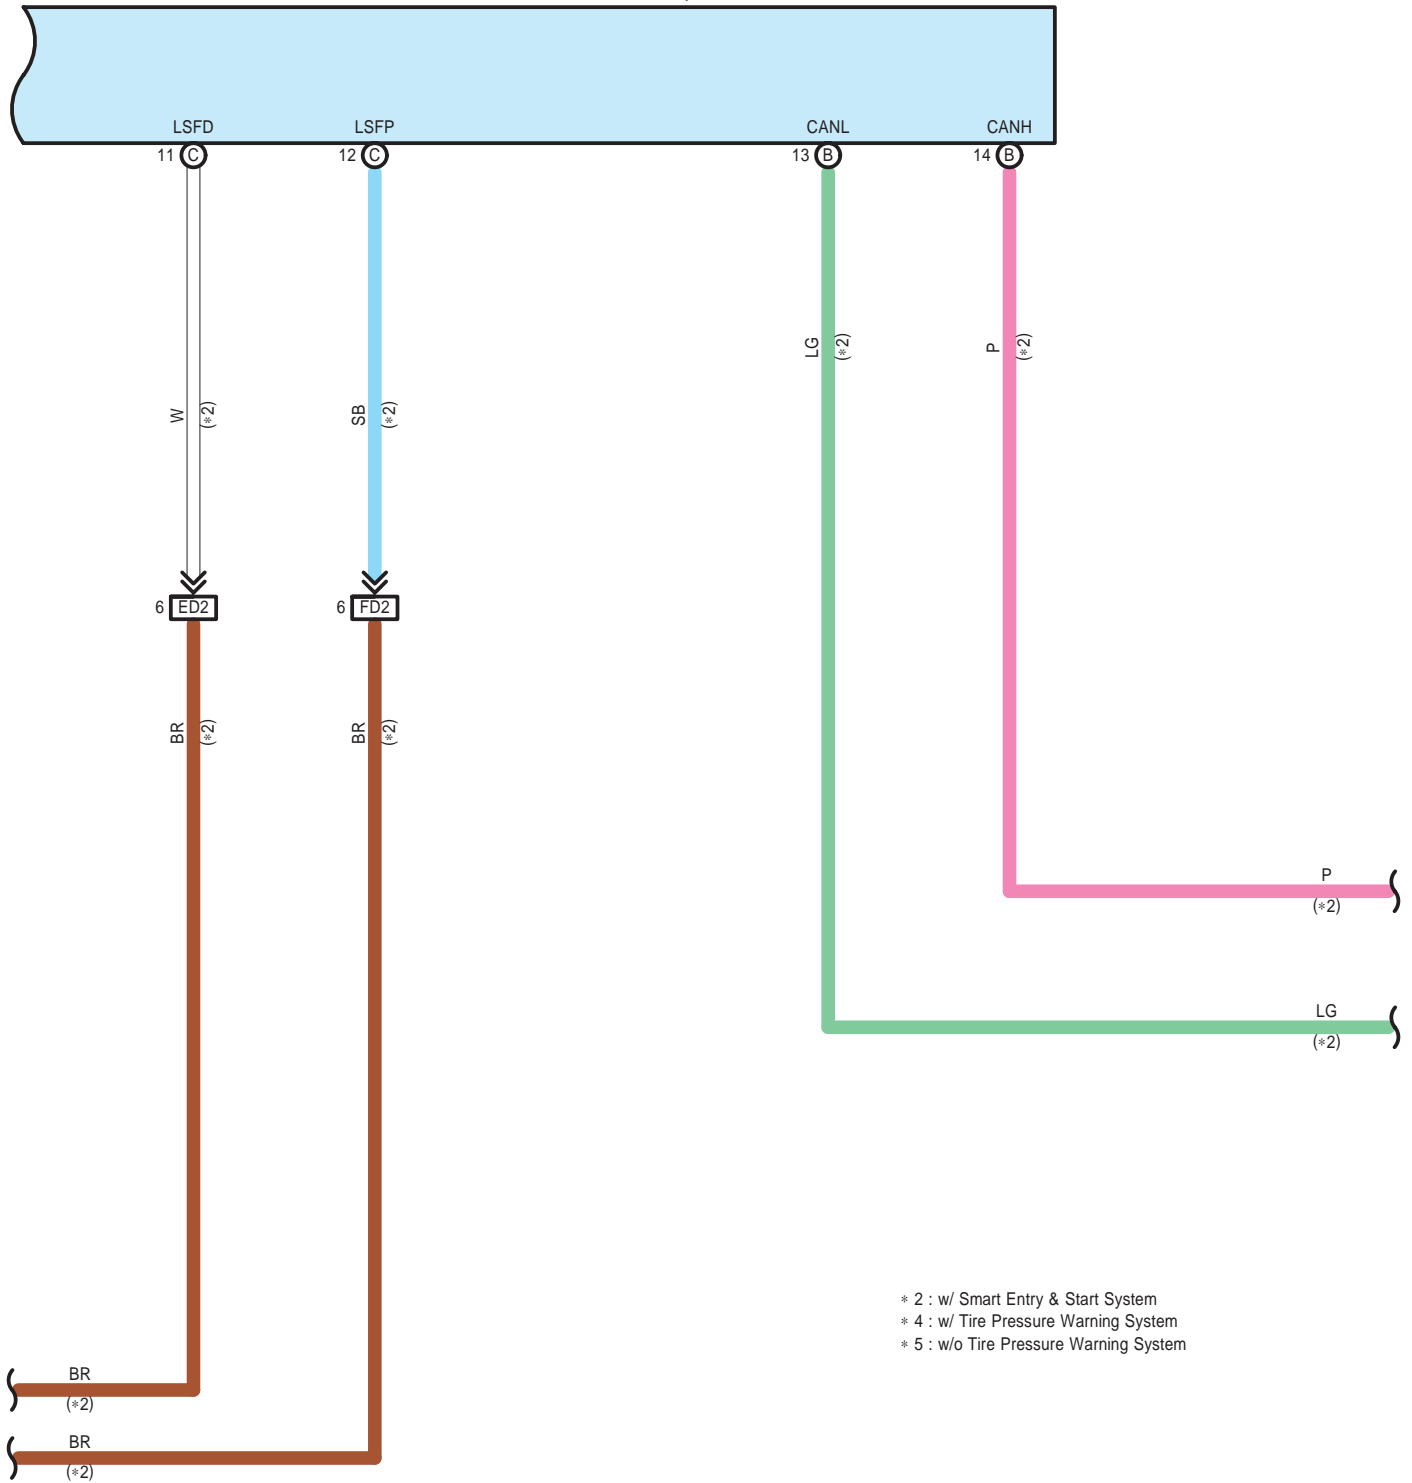 LSFD LSFP CANL CANH
11 C 12 C 13 B 14 B
LG (*2) P (*2)
W (*2) SB (*2)
6 ED2 6 FD2
BR (*2) BR (*2)
P
(*2)
LG
(*2)
* 2 : w/ Smart Entry & Start System
* 4 : w/ Tire Pressure Warning System
* 5 : w/o Tire Pressure Warning System
BR
(*2)
BR
(*2)